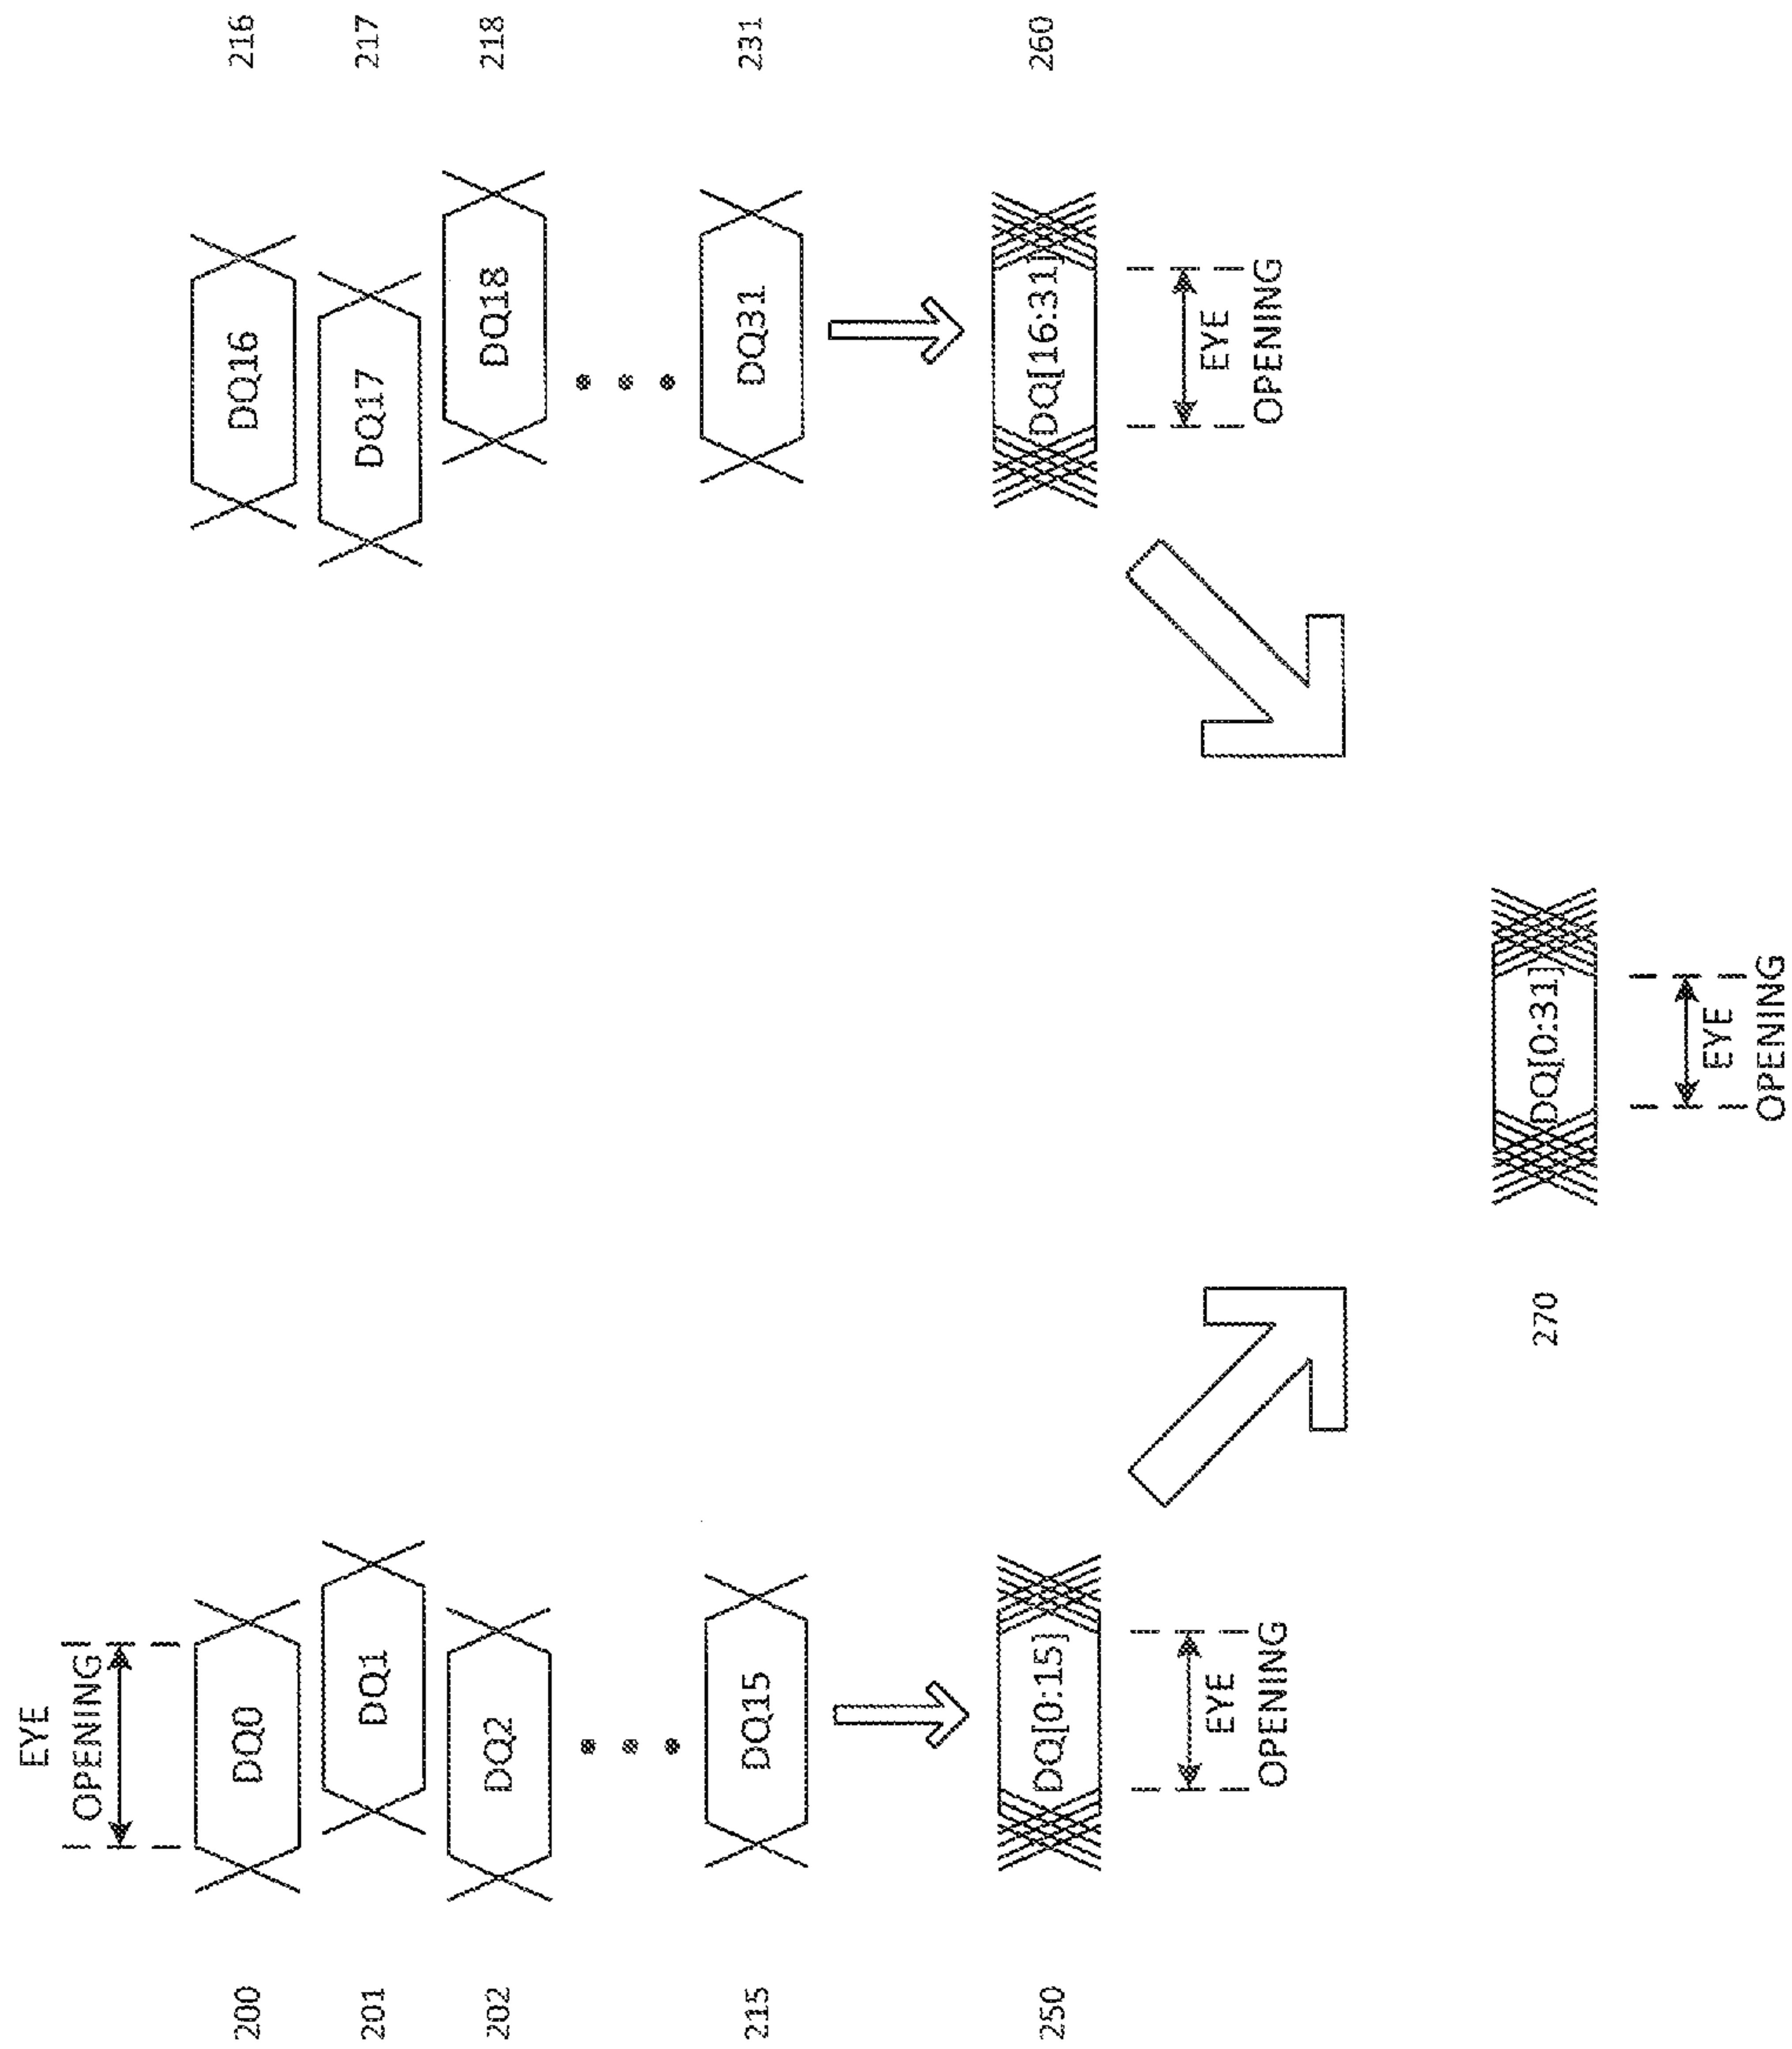 EYE
OPENING
200
DQ0
201
DQ1
202
DQ2
215
DQ15
250
DQ[0:15]
EYE
OPENING
DQ16
216
DQ17
217
DQ18
218
DQ31
231
DQ[16:31]
260
EYE
OPENING
270
DQ[0:31]
EYE
OPENING